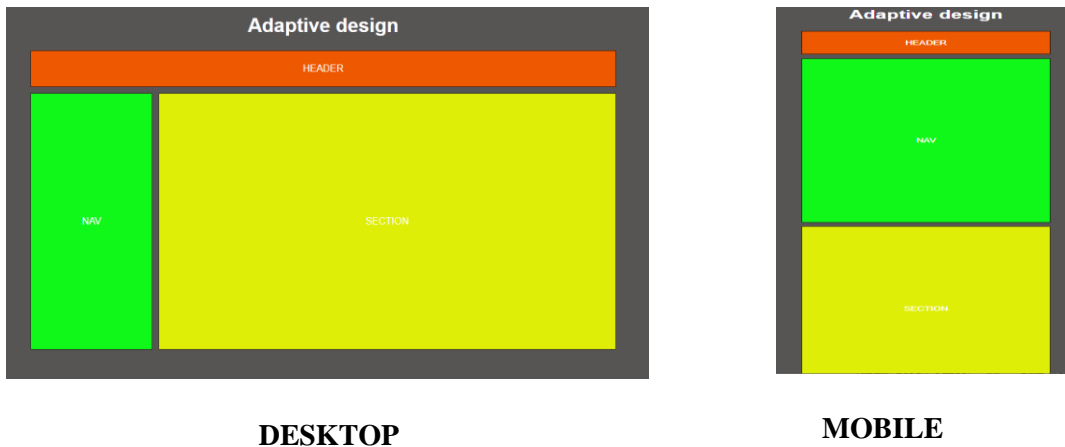 Adaptive design
HEADER
NAV
SECTION
DESKTOP
Adaptive design
HEADER
NAV
SECTION
MOBILE